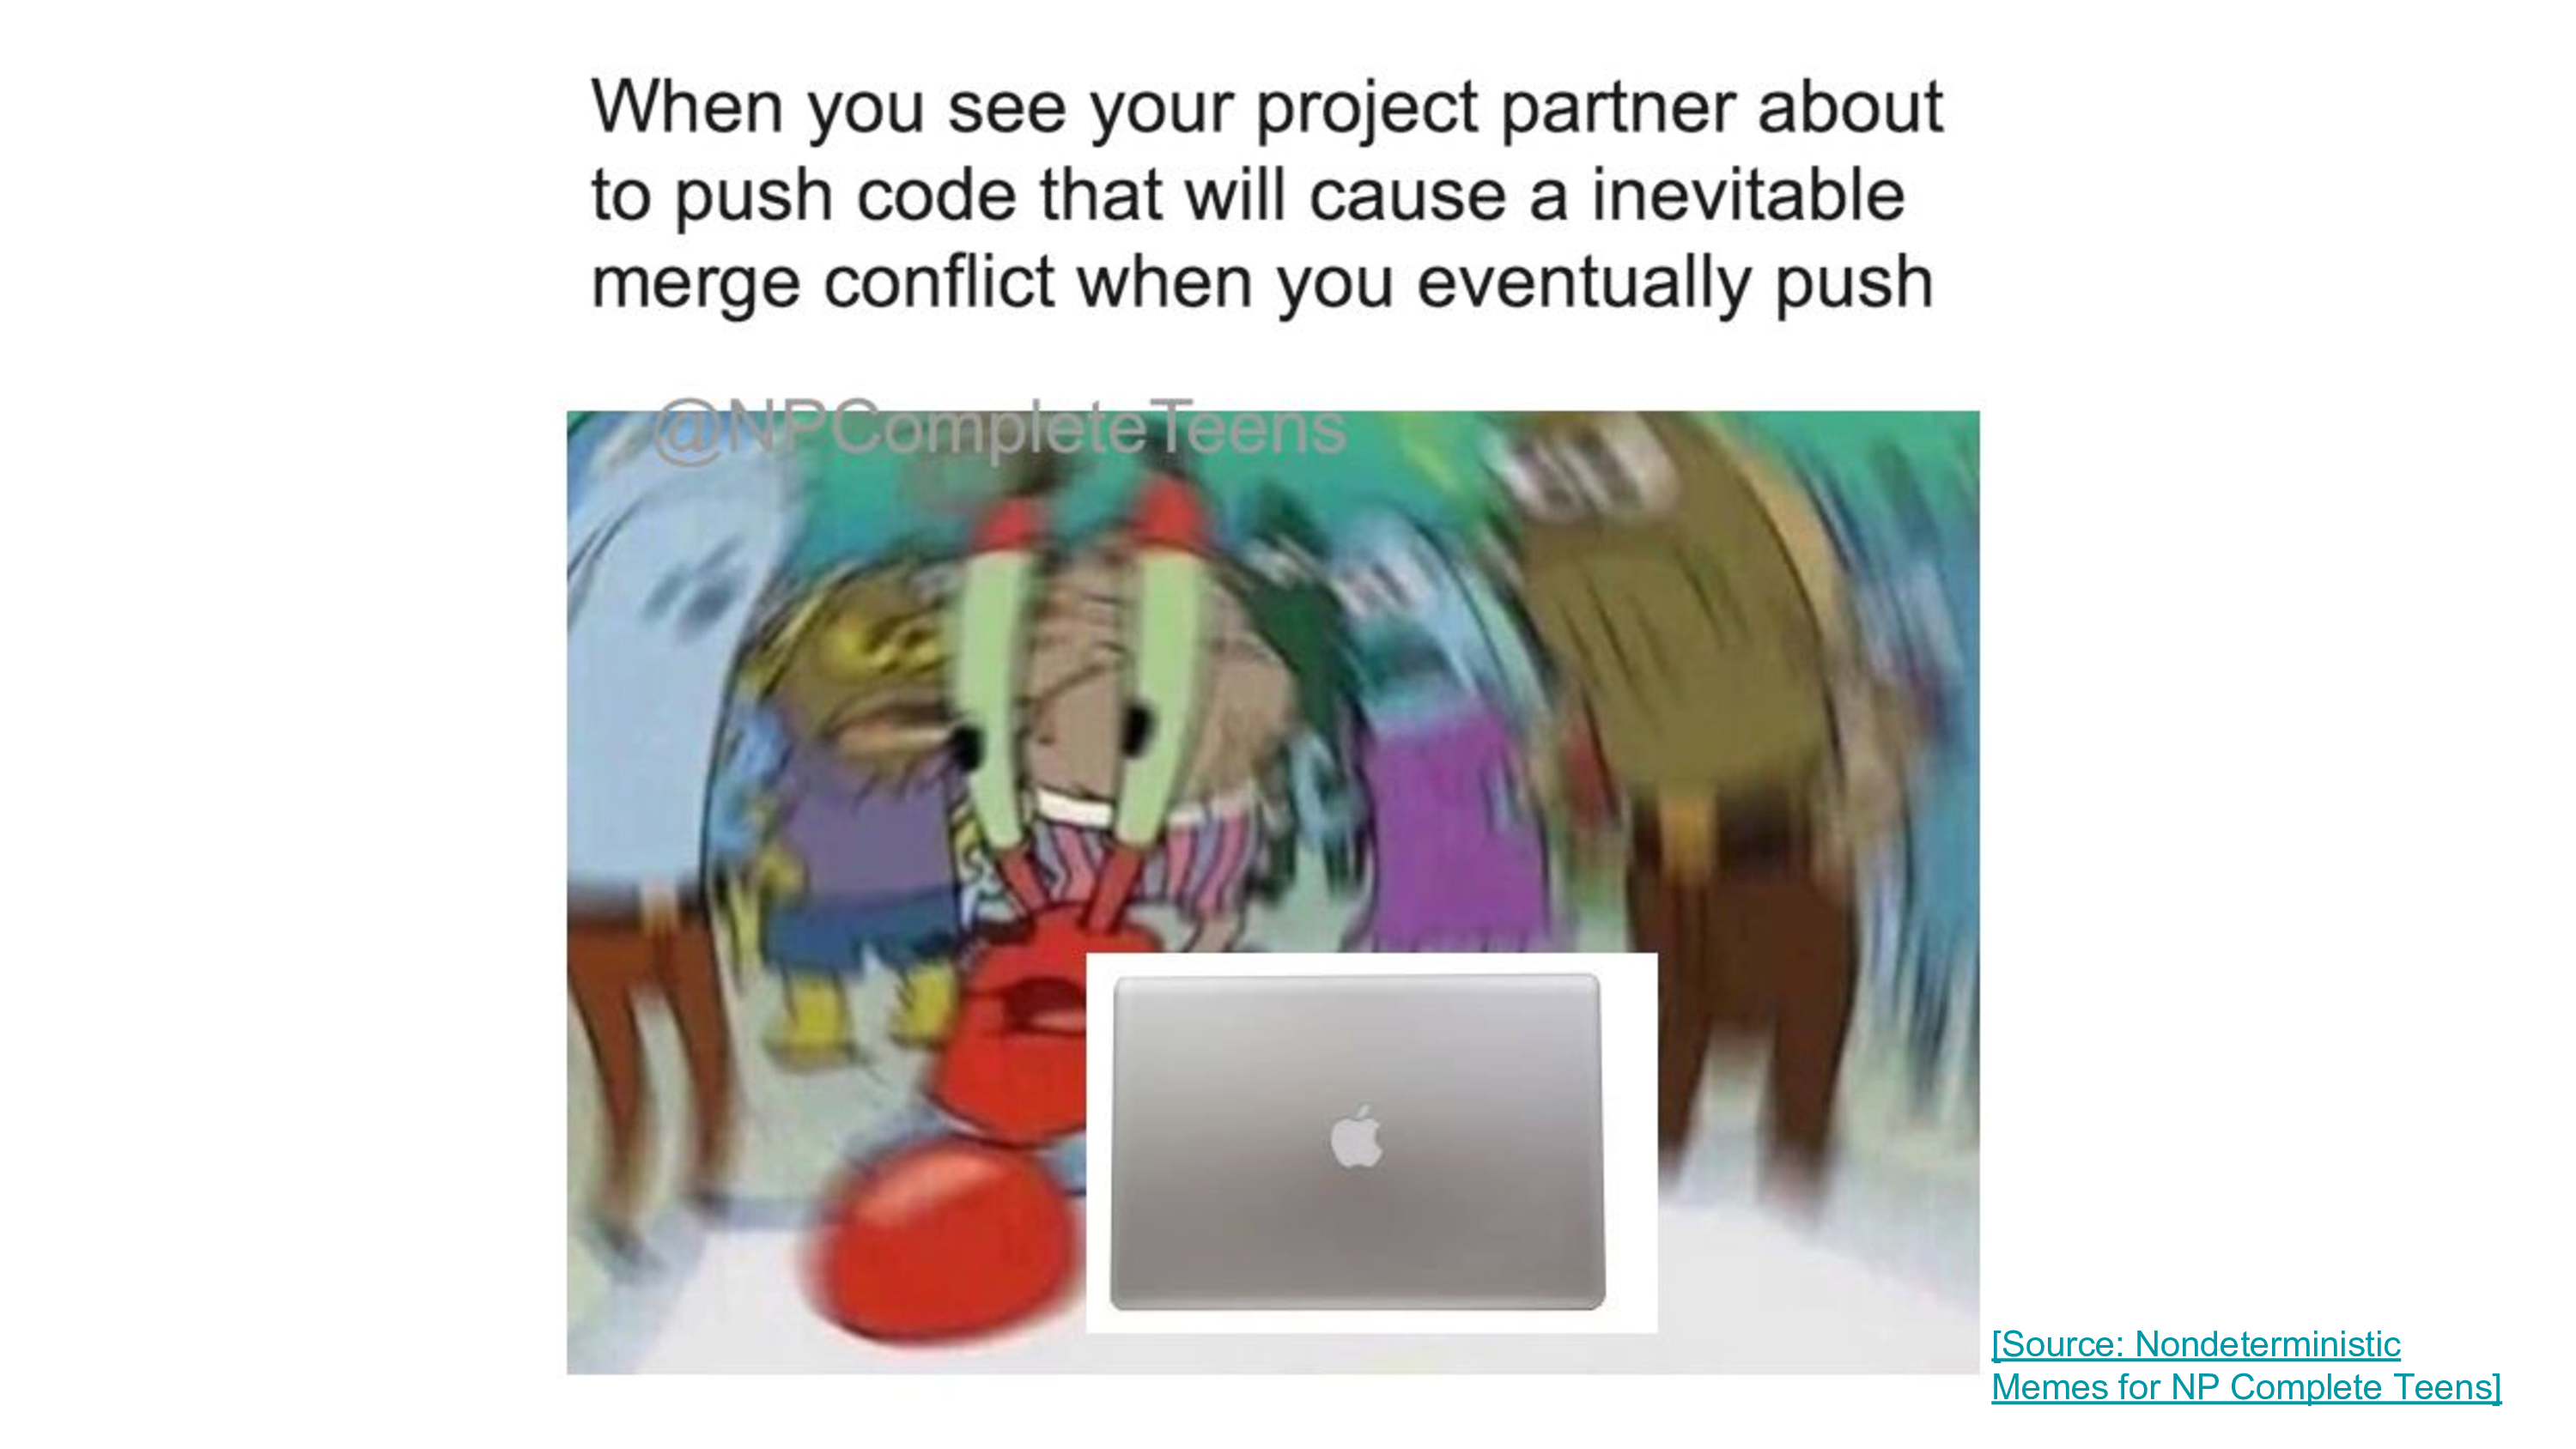 When you see your project partner about
to push code that will cause a inevitable
merge conflict when you eventually push
@NPCompleteTeens
[Source: Nondeterministic
Memes for NP Complete Teens]